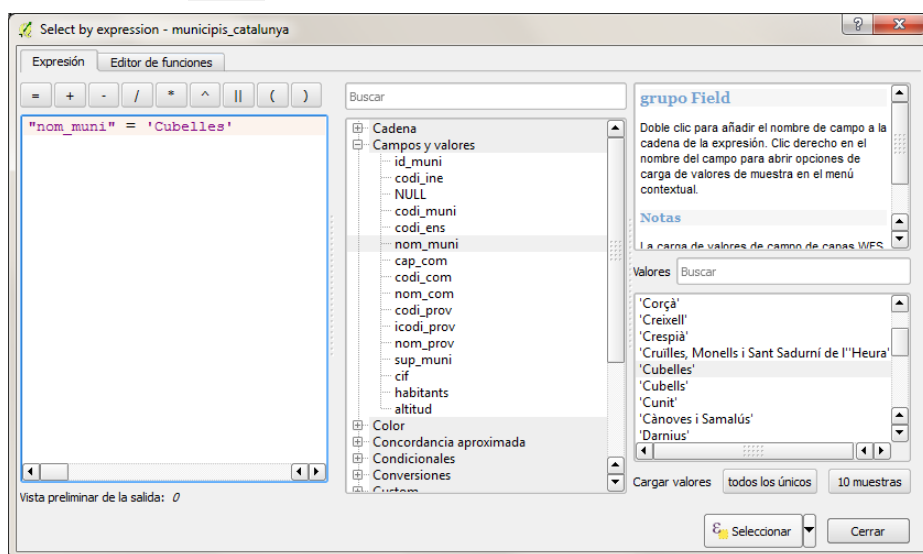 Select by expression - municipis_catalunya
Expresión
Editor de funciones
= + - / * ^ || ( )
"nom_muni" = 'Cubelles'
Vista preliminar de la salida: 0
Buscar
Cadena
Campos y valores
id_muni
codi_ine
NULL
codi_muni
codi_ens
nom_muni
cap_com
codi_com
nom_com
codi_prov
icodi_prov
nom_prov
sup_muni
cif
habitants
altitud
Color
Concordancia aproximada
Condicionales
Conversiones
Custom
grupo Field
Doble clic para añadir el nombre de campo a la
cadena de la expresión. Clic derecho en el
nombre del campo para abrir opciones de
carga de valores de muestra en el menú
contextual.
Notas
La carga de valores de campo de capas WFS
Valores Buscar
'Corçà'
'Creixell'
'Crespià'
'Cruïlles, Monells i Sant Sadurní de l''Heura'
'Cubelles'
'Cubells'
'Cunit'
'Cànoves i Samalús'
'Darnius'
Cargar valores todos los únicos 10 muestras
Seleccionar Cerrar